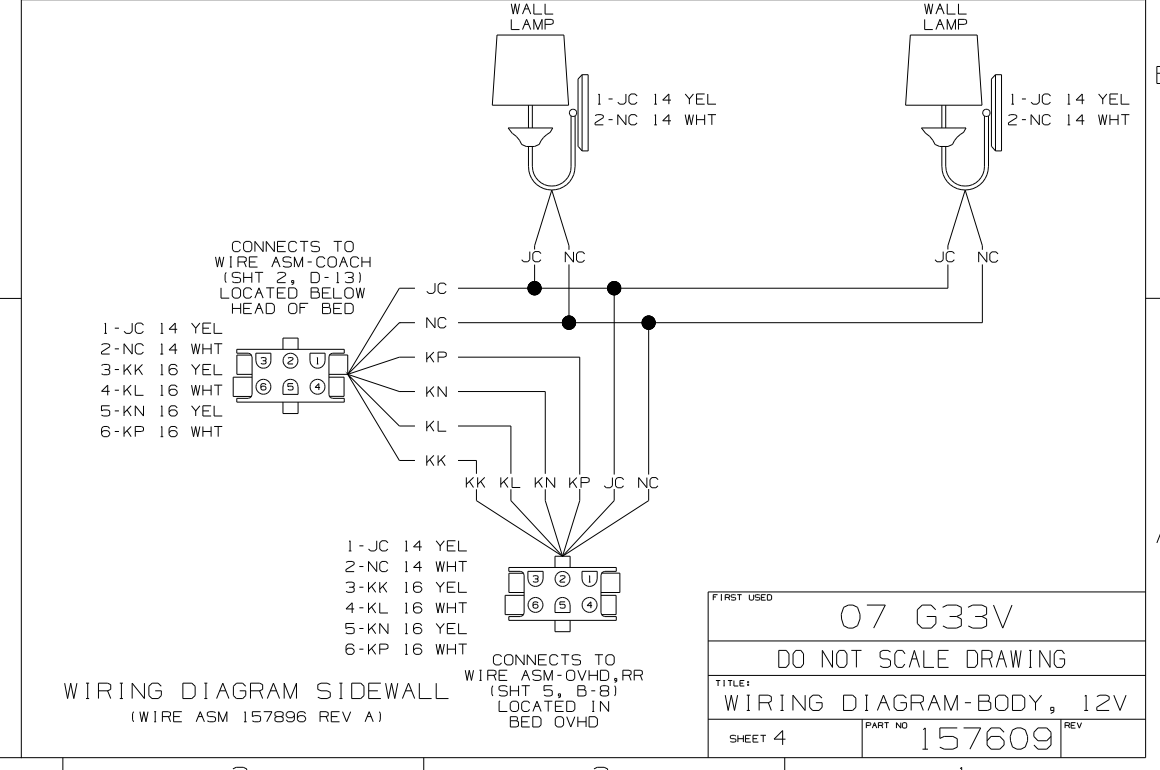 WALL
LAMP
1-JC 14 YEL
2-NC 14 WHT
WALL
LAMP
1-JC 14 YEL
2-NC 14 WHT
JC NC
JC NC
CONNECTS TO
WIRE ASM-COACH
(SHT 2, D-13)
LOCATED BELOW
HEAD OF BED
1-JC 14 YEL
2-NC 14 WHT
3-KK 16 YEL
4-KL 16 WHT
5-KN 16 YEL
6-KP 16 WHT
3 2 1
6 5 4
JC
NC
KP
KN
KL
KK
KK KL KN KP JC NC
1-JC 14 YEL
2-NC 14 WHT
3-KK 16 YEL
4-KL 16 WHT
5-KN 16 YEL
6-KP 16 WHT
3 2 1
6 5 4
CONNECTS TO
WIRE ASM-OVHD,RR
(SHT 5, B-8)
LOCATED IN
BED OVHD
WIRING DIAGRAM SIDEWALL
(WIRE ASM 157896 REV A)
FIRST USED
07 G33V
DO NOT SCALE DRAWING
TITLE:
WIRING DIAGRAM-BODY, 12V
SHEET 4
PART NO
157609
REV